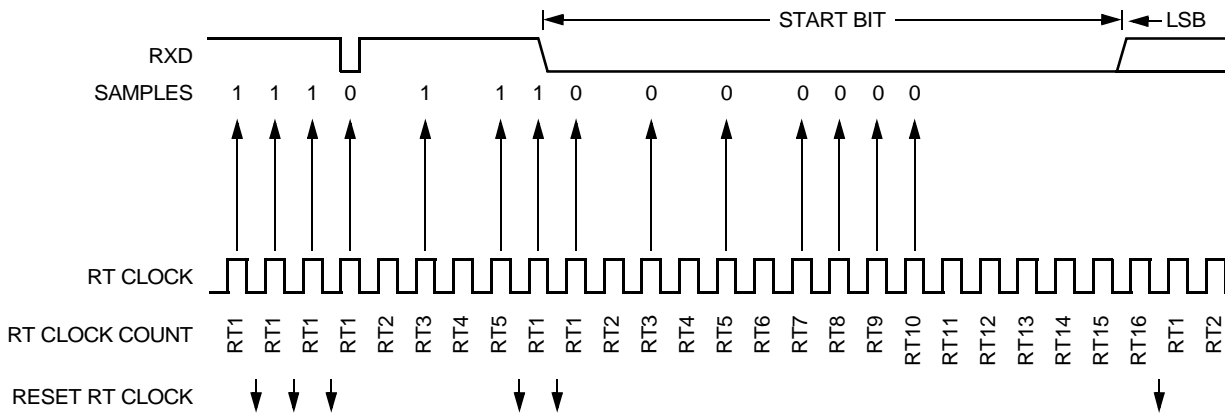 START BIT LSB
RXD
SAMPLES 1 1 1 0 1 1 1 0 0 0 0 0 0 0
RT CLOCK
RT CLOCK COUNT RT1 RT1 RT1 RT1 RT2 RT3 RT4 RT5 RT1 RT1 RT2 RT3 RT4 RT5 RT6 RT7 RT8 RT9 RT10 RT11 RT12 RT13 RT14 RT15 RT16 RT1 RT2
RESET RT CLOCK